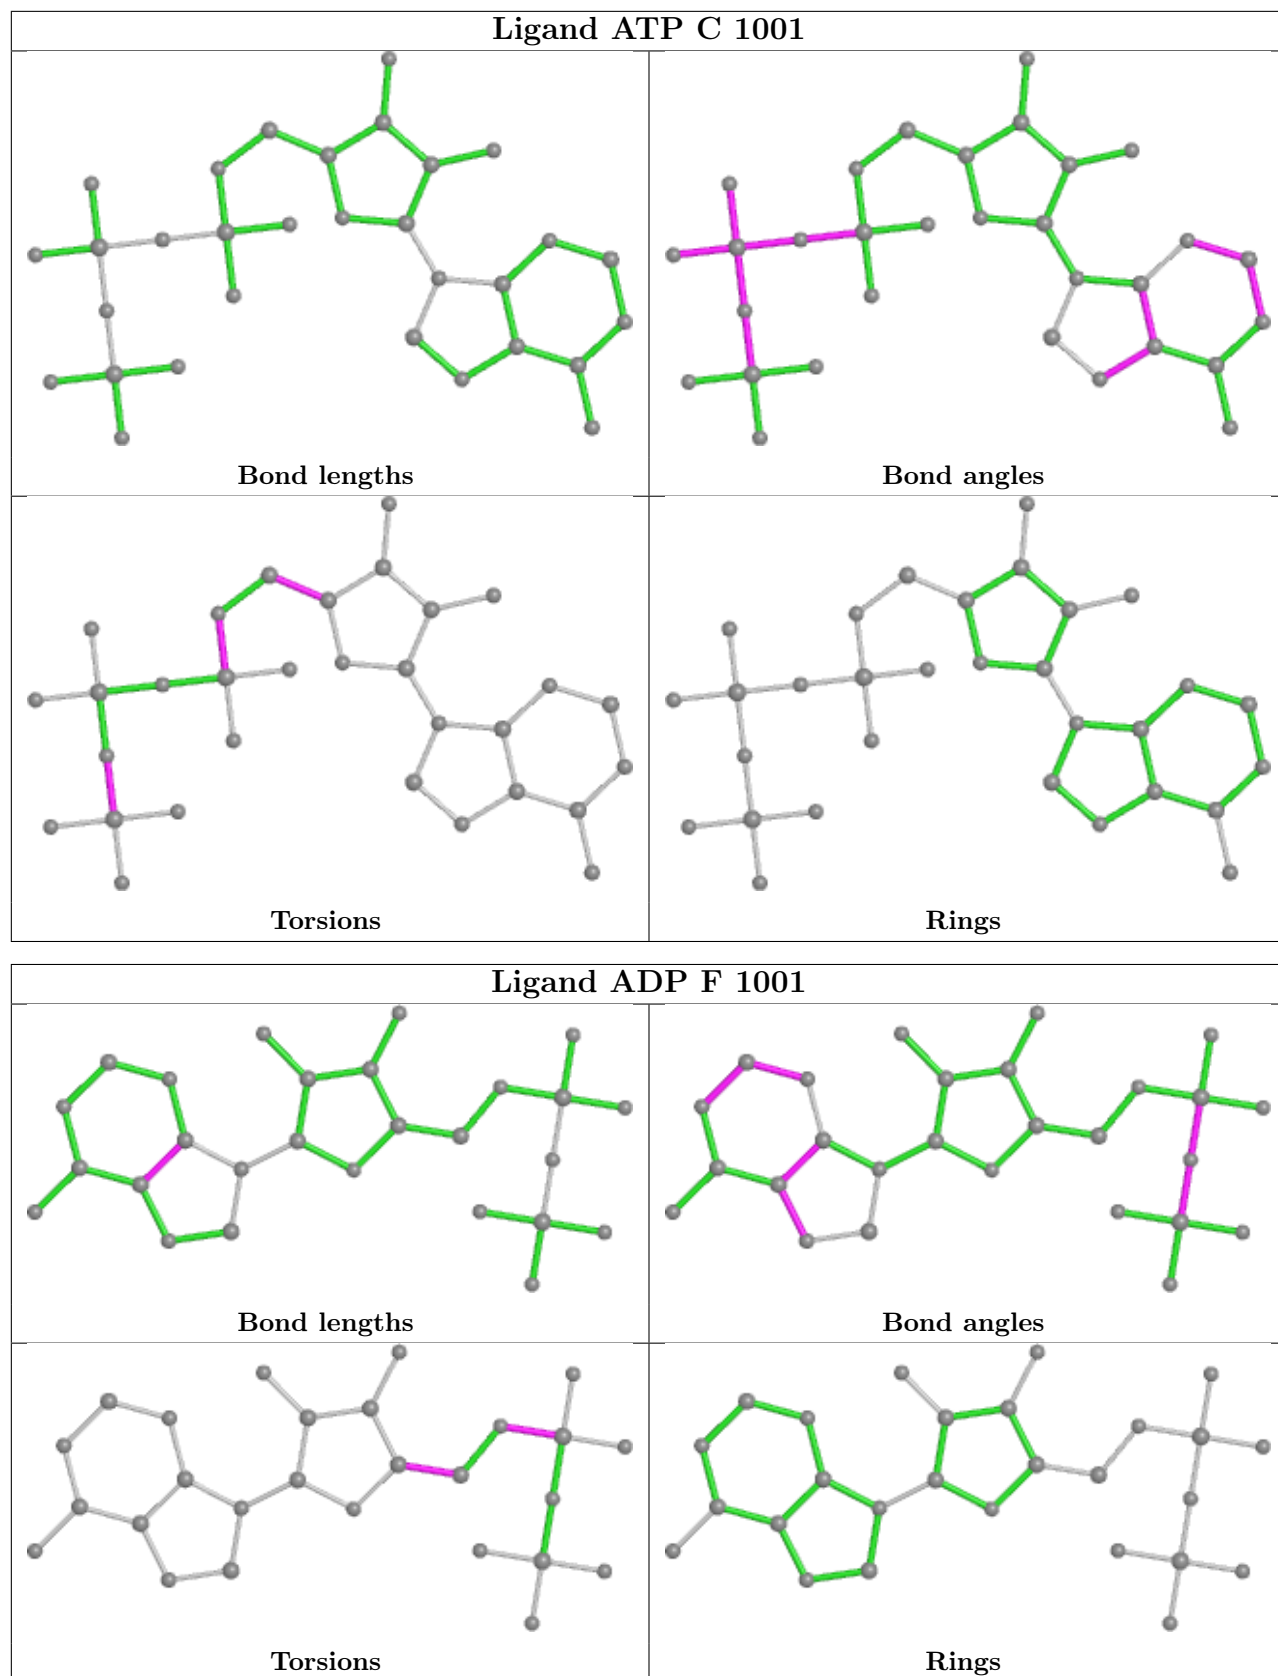 Ligand ATP C 1001
Bond lengths
Bond angles
Torsions
Rings
Ligand ADP F 1001
Bond lengths
Bond angles
Torsions
Rings